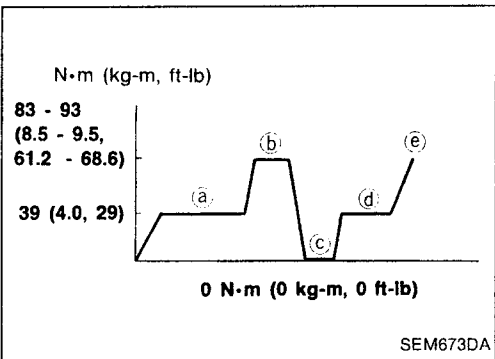 N•m (kg-m, ft-lb)
83 - 93
(8.5 - 9.5,
61.2 - 68.6)
39 (4.0, 29)
ⓐ
ⓑ
ⓒ
ⓓ
ⓔ
0 N•m (0 kg-m, 0 ft-lb)
SEM673DA